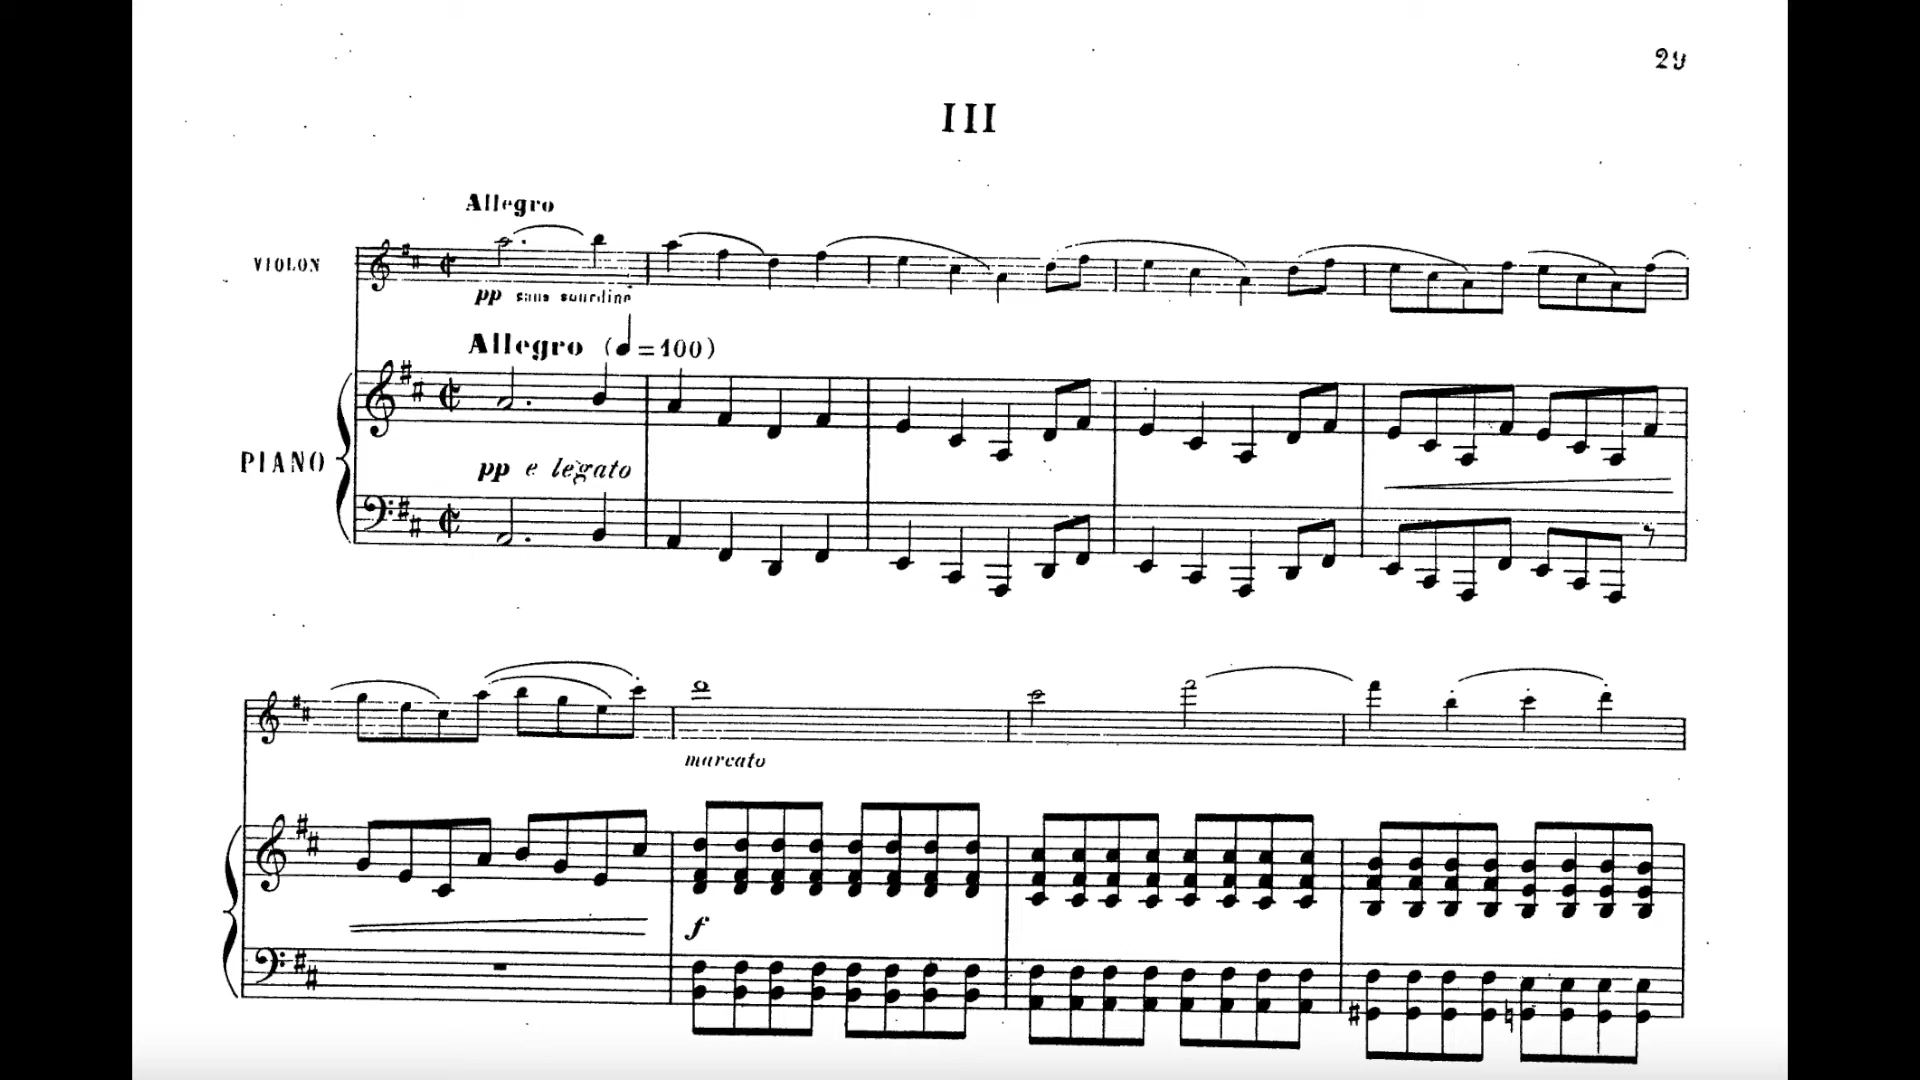 29
III
Allegro
VIOLON
pp sans sourdine
Allegro (♩=100)
PIANO
pp e legato
marcato
f